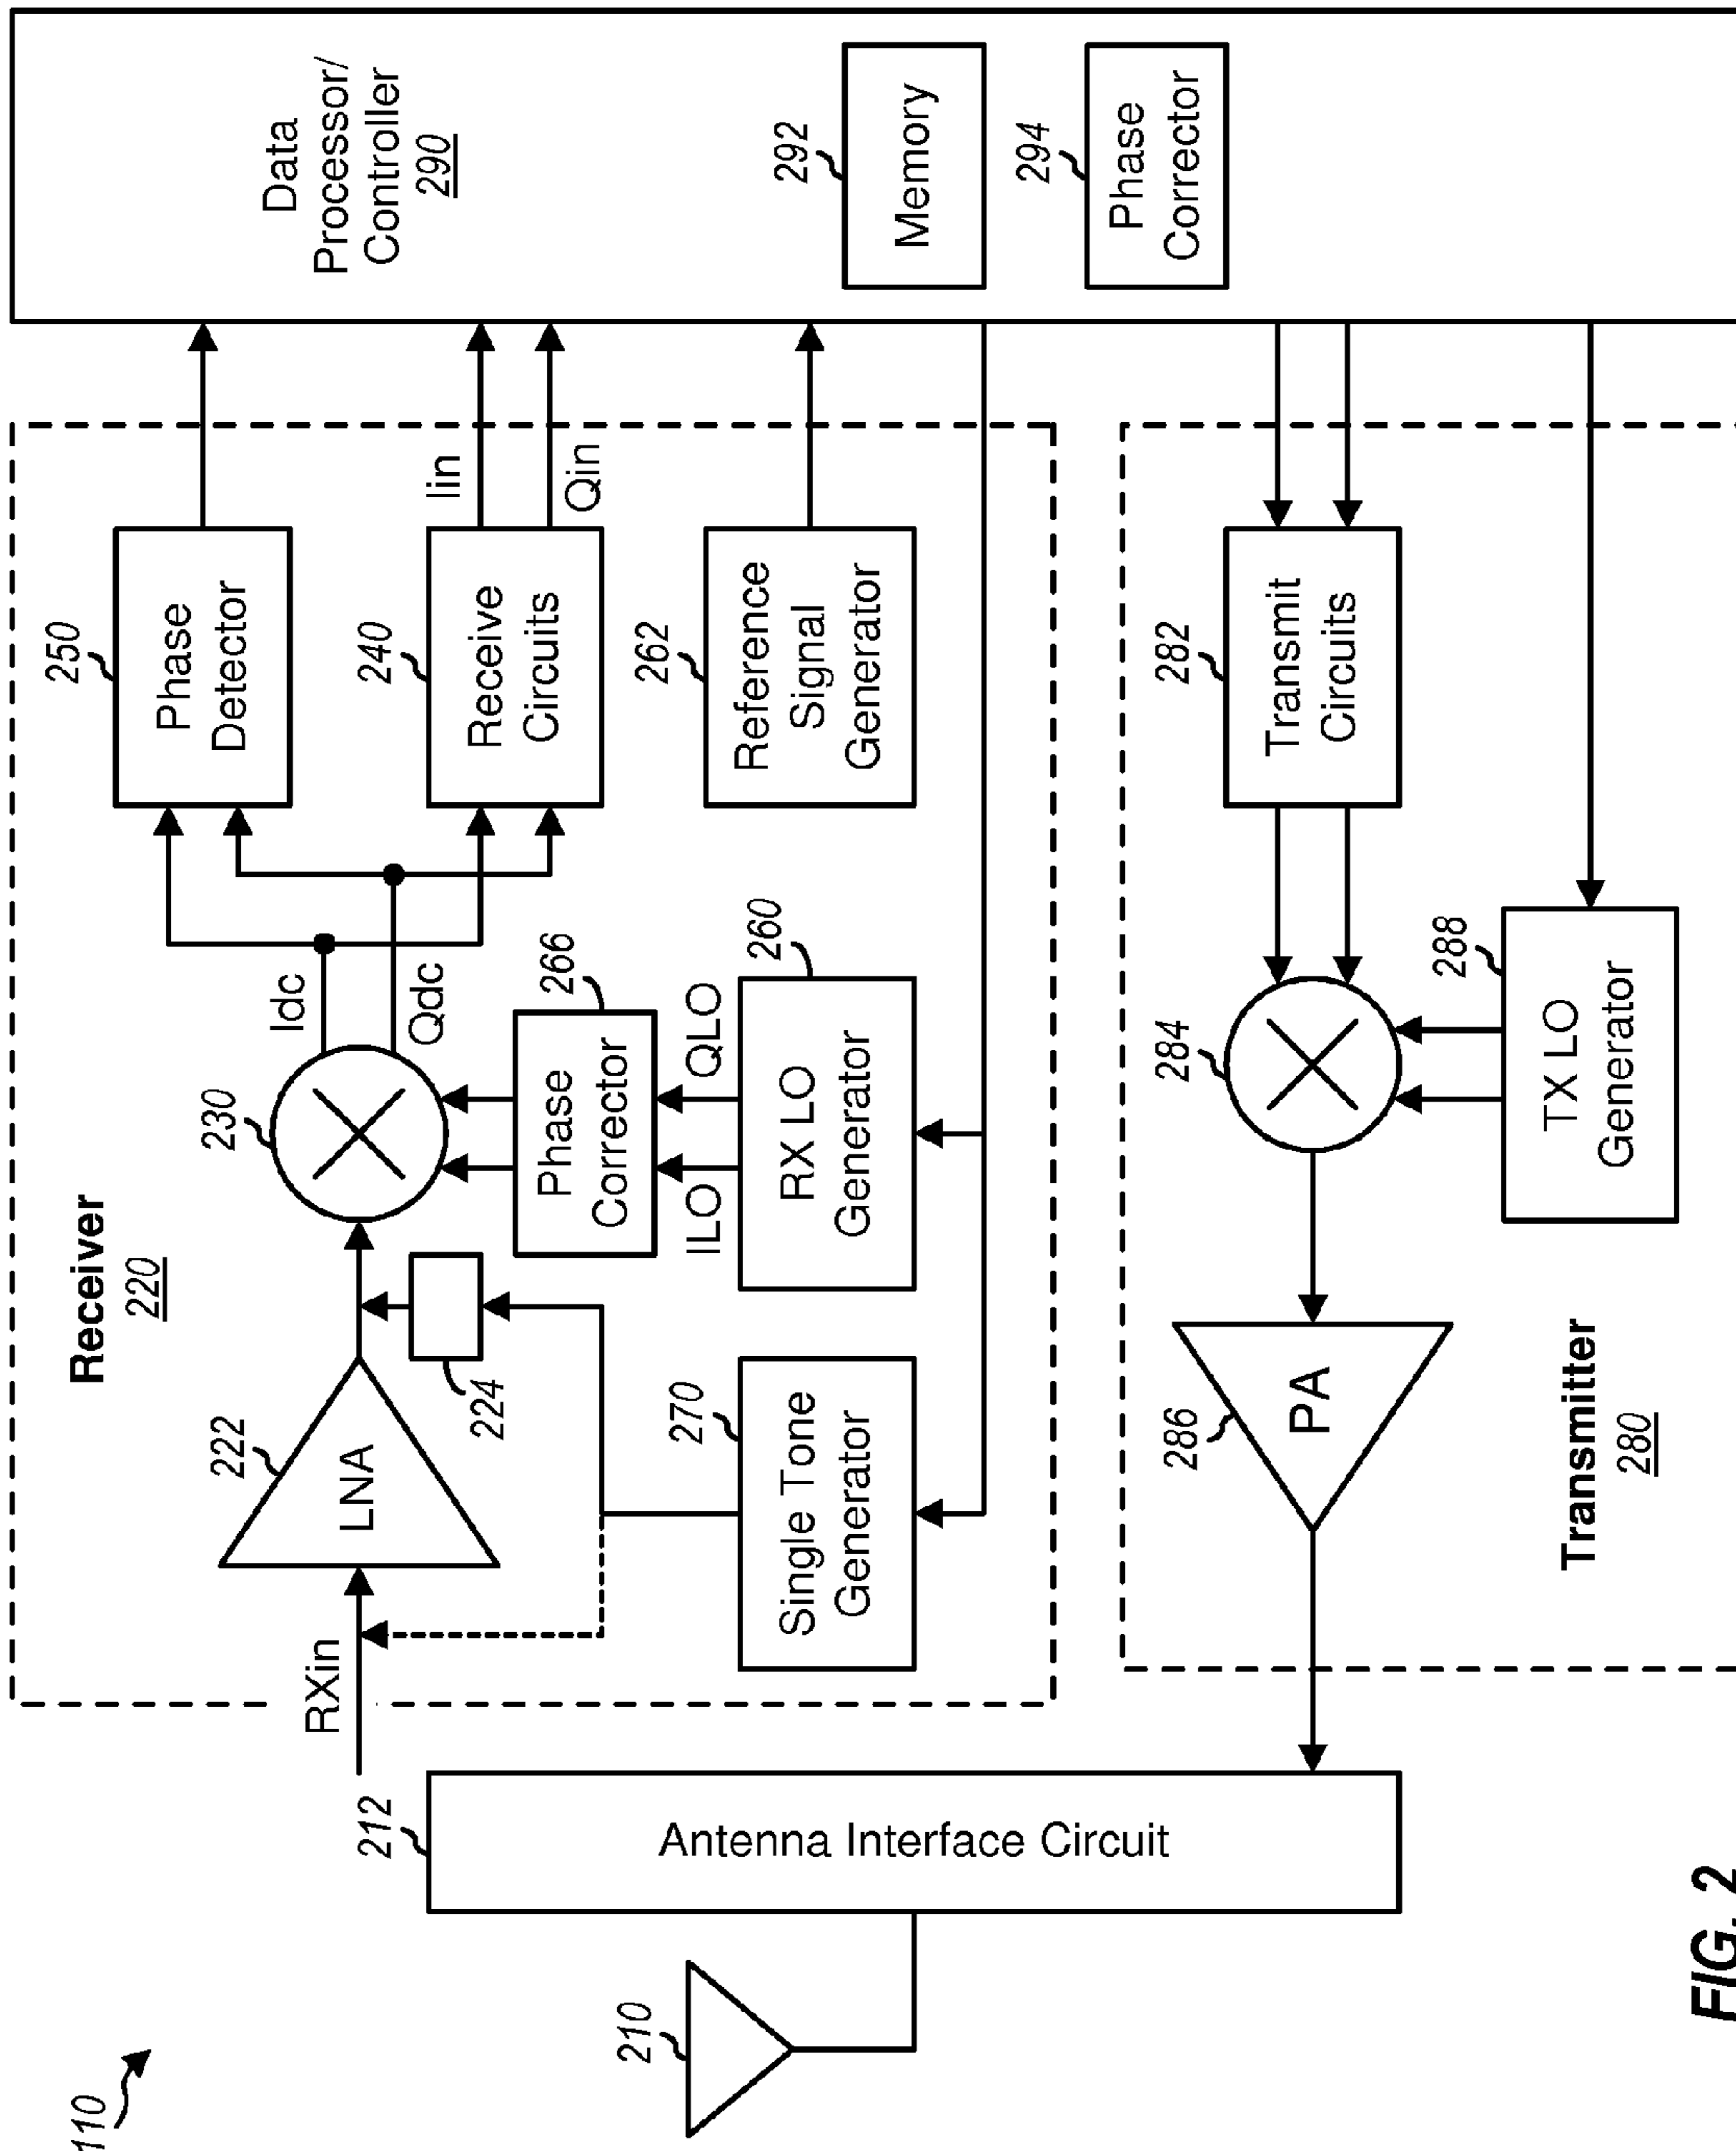 110
210
212
Antenna Interface Circuit
Receiver
220
RXin
222
LNA
224
230
Idc
Qdc
250
Phase
Detector
240
Receive
Circuits
Iin
Qin
266
Phase
Corrector
ILO
QLO
260
RX LO
Generator
262
Reference
Signal
Generator
270
Single Tone
Generator
Data
Processor/
Controller
290
292
Memory
294
Phase
Corrector
Transmitter
280
286
PA
284
282
Transmit
Circuits
288
TX LO
Generator
FIG. 2